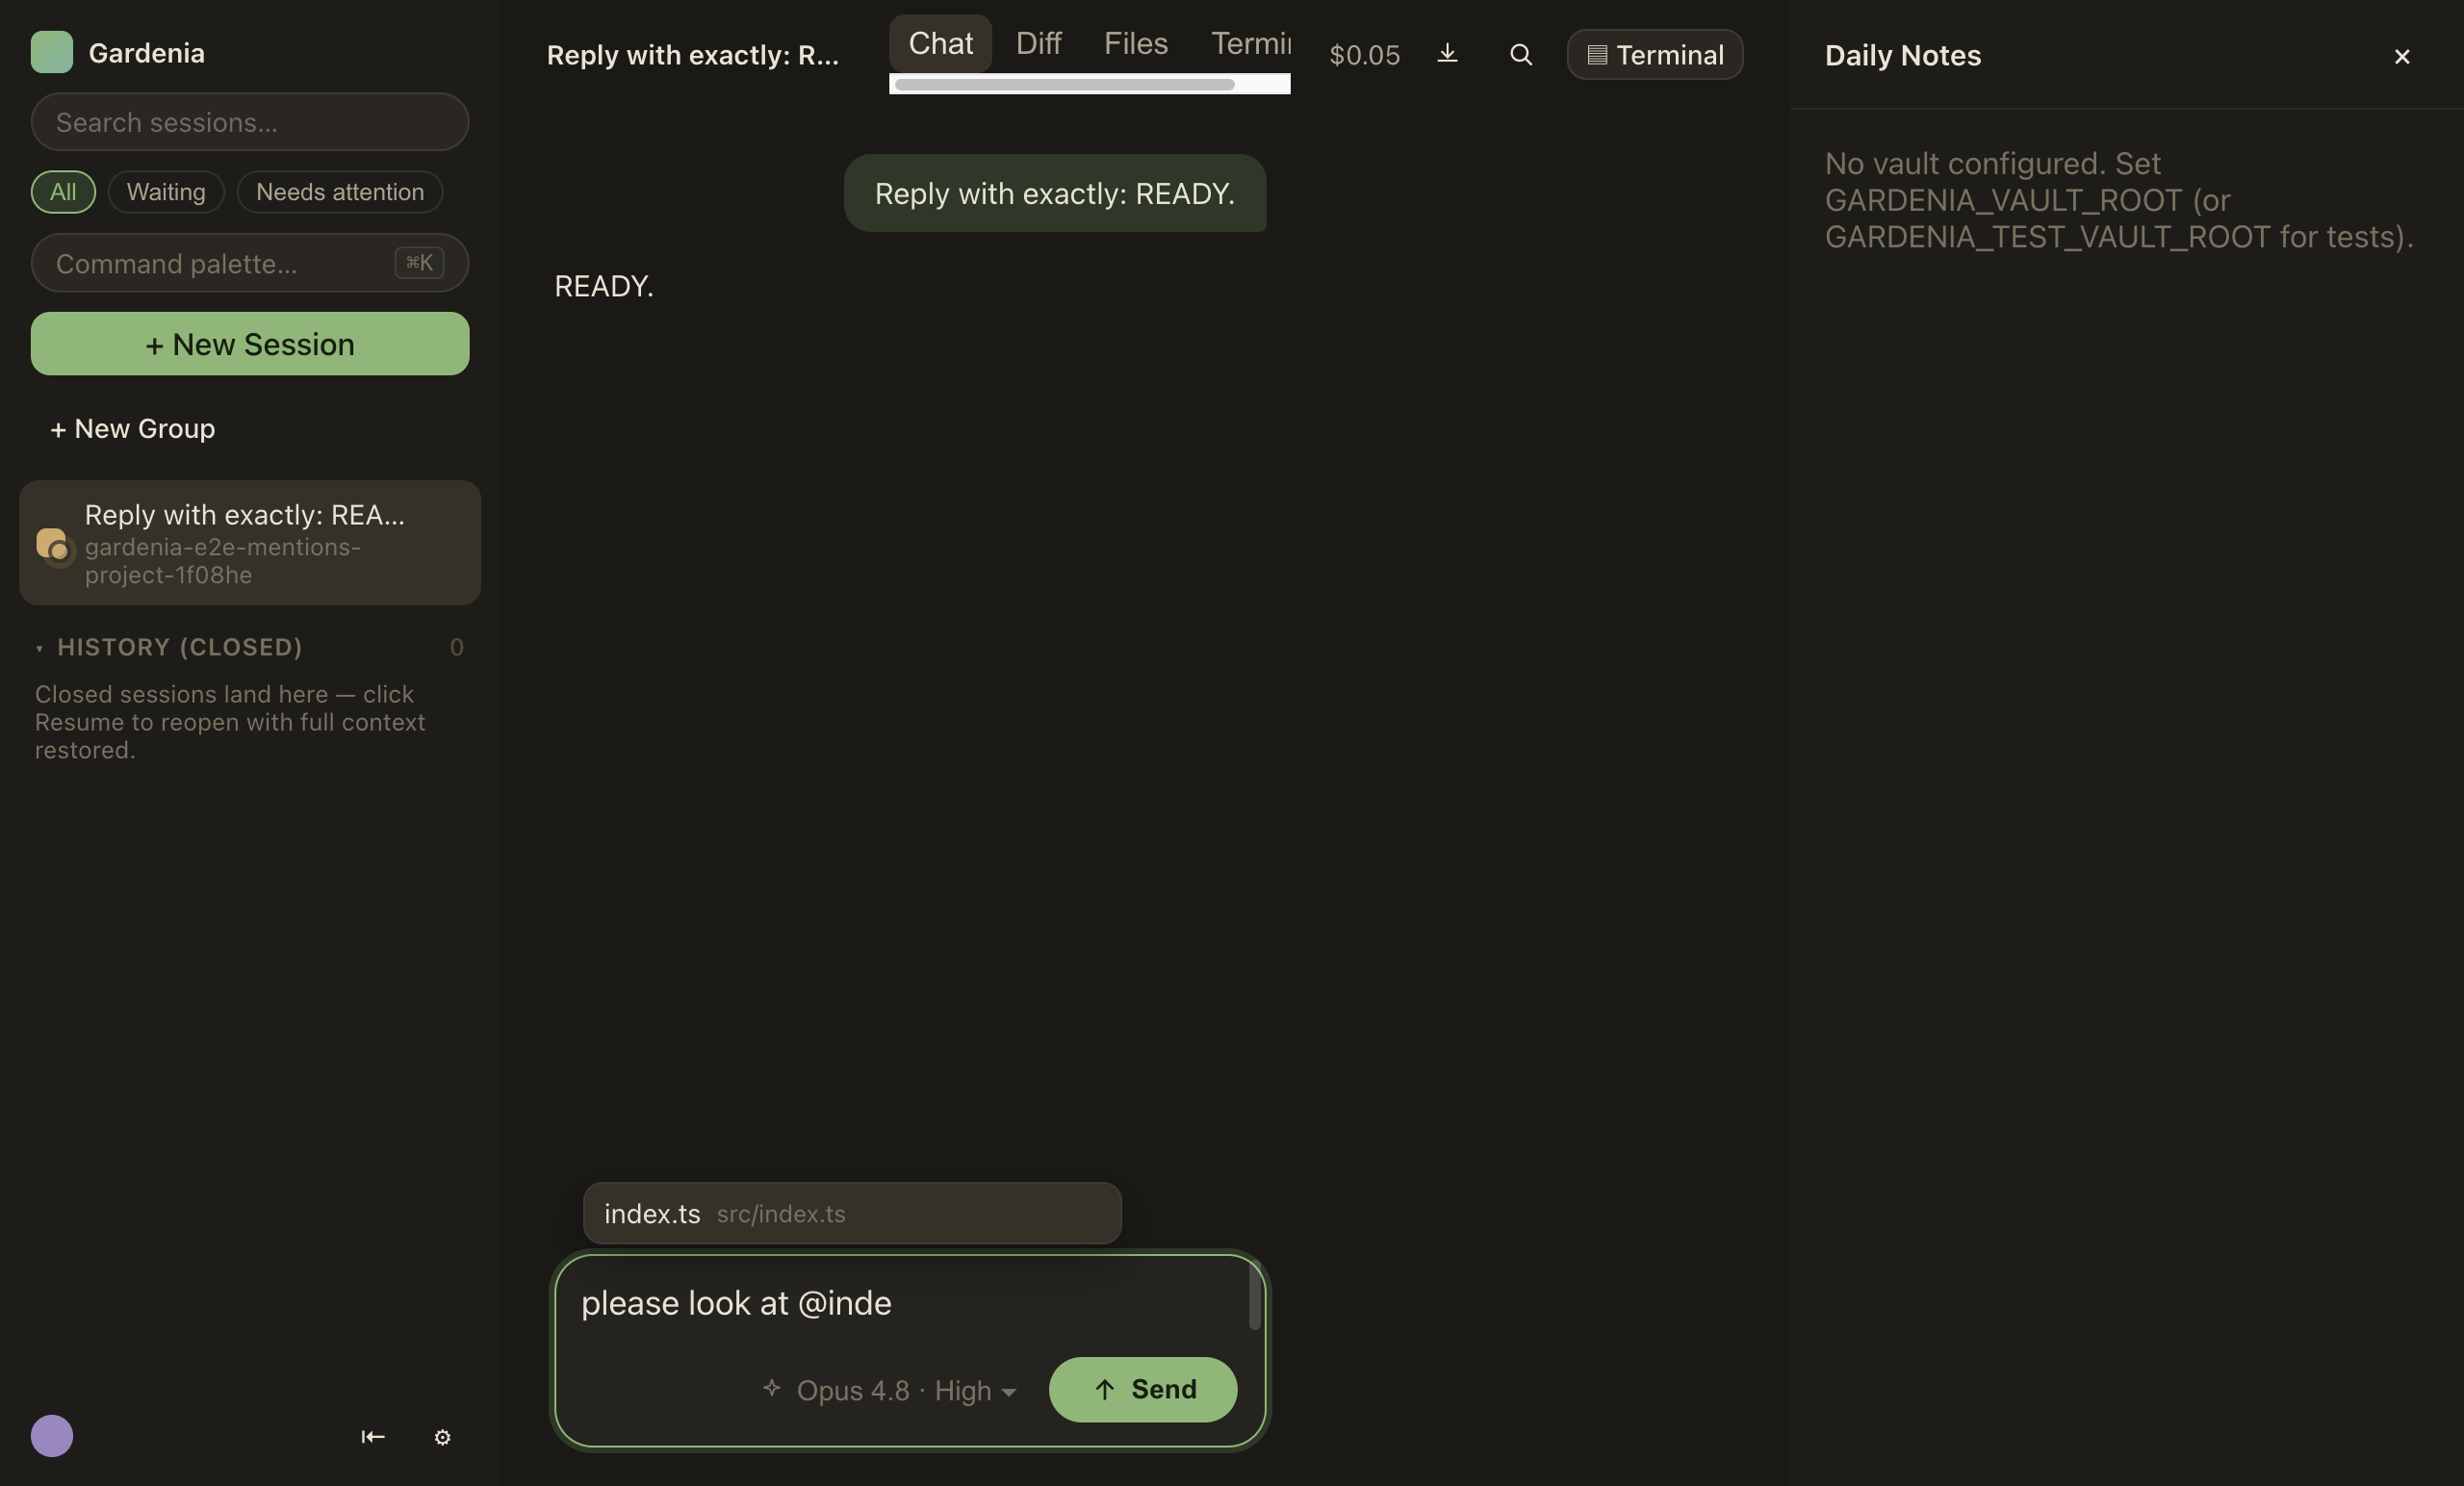 Gardenia
Search sessions…
All
Waiting
Needs attention
Command palette…
⌘K
+ New Session
+ New Group
Reply with exactly: REA…
gardenia-e2e-mentions-
project-1f08he
HISTORY (CLOSED)
0
Closed sessions land here — click
Resume to reopen with full context
restored.
Reply with exactly: R…
Chat
Diff
Files
Termin
$0.05
Terminal
Reply with exactly: READY.
READY.
index.ts src/index.ts
please look at @inde
Opus 4.8 · High
Send
Daily Notes
No vault configured. Set
GARDENIA_VAULT_ROOT (or
GARDENIA_TEST_VAULT_ROOT for tests).